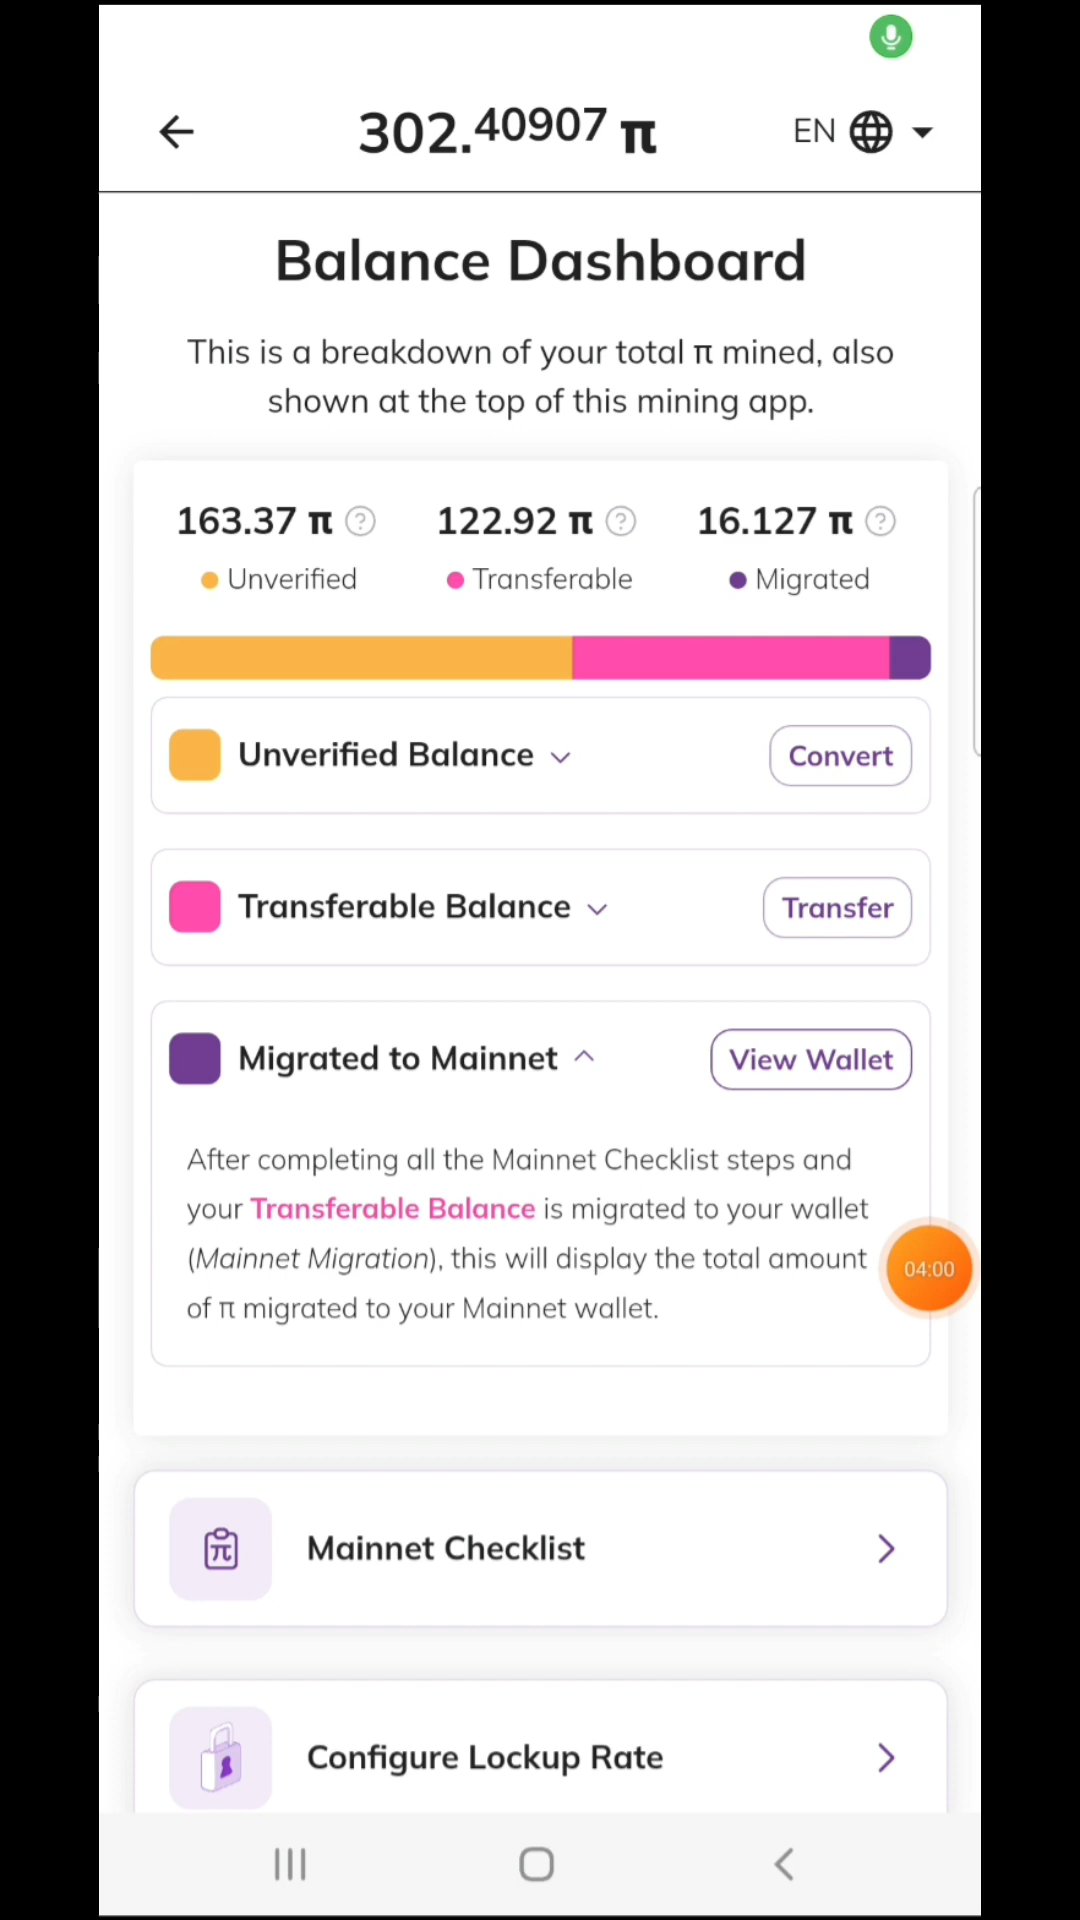 302.40907 π
EN
Balance Dashboard
This is a breakdown of your total π mined, also
shown at the top of this mining app.
163.37 π ? 122.92 π ? 16.127 π ?
Unverified Transferable Migrated
Unverified Balance Convert
Transferable Balance Transfer
Migrated to Mainnet View Wallet
After completing all the Mainnet Checklist steps and
your Transferable Balance is migrated to your wallet
(Mainnet Migration), this will display the total amount
of π migrated to your Mainnet wallet.
04:00
π Mainnet Checklist
Configure Lockup Rate